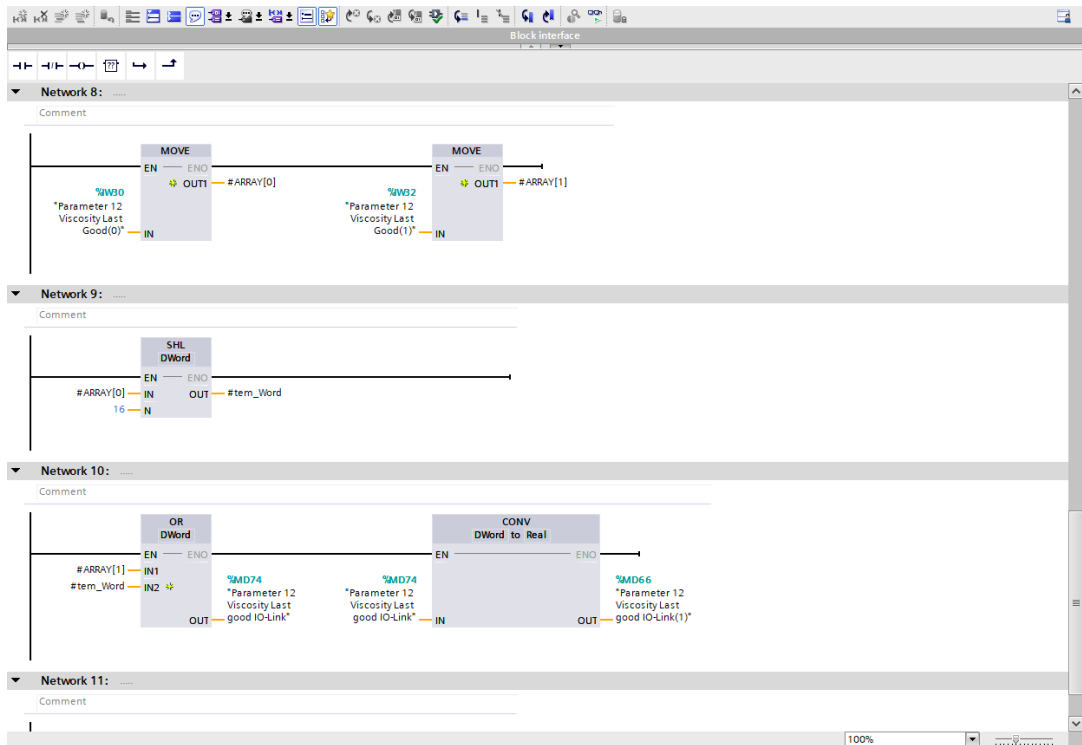 Block interface
??
Network 8: .....
Comment
MOVE
EN ENO
OUT1 #ARRAY[0]
%IW30
"Parameter 12
Viscosity Last
Good(0)" IN
MOVE
EN ENO
OUT1 #ARRAY[1]
%IW32
"Parameter 12
Viscosity Last
Good(1)" IN
Network 9: .....
Comment
SHL
DWord
EN ENO
#ARRAY[0] IN OUT #tem_Word
16 N
Network 10: .....
Comment
OR
DWord
EN ENO
#ARRAY[1] IN1
#tem_Word IN2
%MD74
"Parameter 12
Viscosity Last
OUT good IO-Link"
CONV
DWord to Real
EN ENO
%MD74
"Parameter 12
Viscosity Last
good IO-Link" IN
%MD66
"Parameter 12
Viscosity Last
OUT good IO-Link(1)"
Network 11: .....
Comment
100%